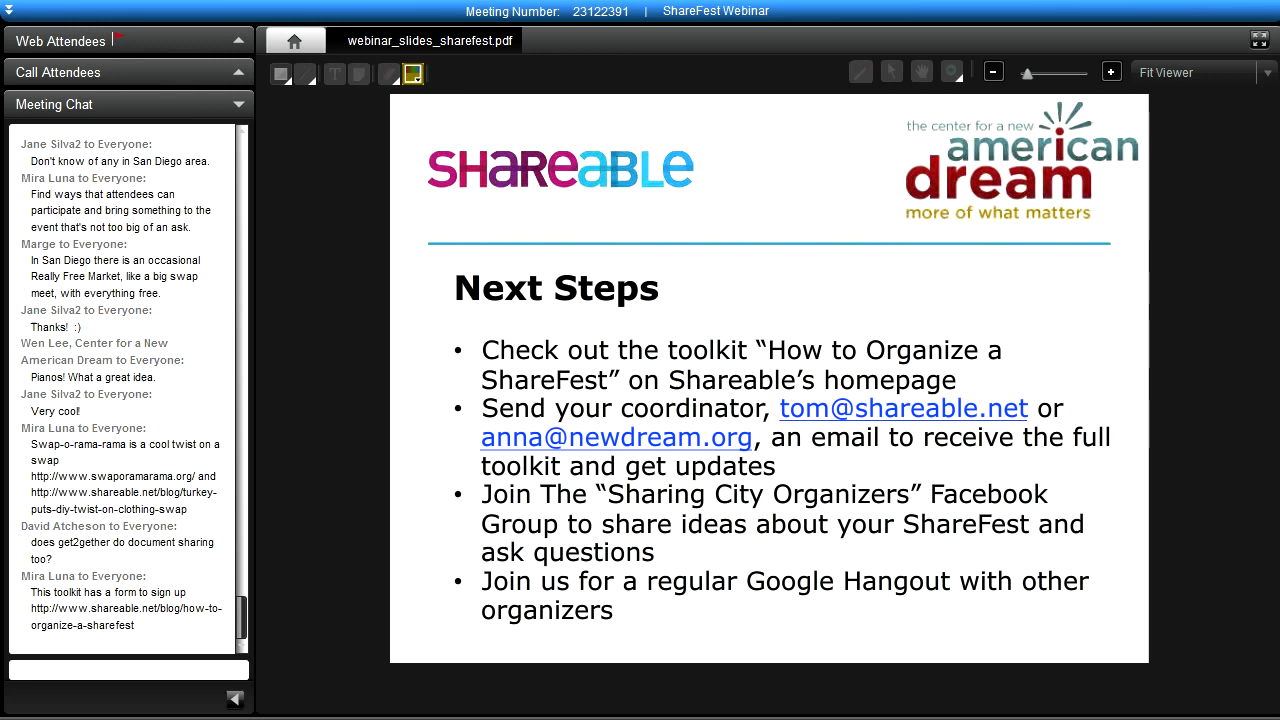 Meeting Number: 23122391 | ShareFest Webinar
Web Attendees
Call Attendees
Meeting Chat
Jane Silva2 to Everyone:
Don't know of any in San Diego area.
Mira Luna to Everyone:
Find ways that attendees can
participate and bring something to the
event that's not too big of an ask.
Marge to Everyone:
In San Diego there is an occasional
Really Free Market, like a big swap
meet, with everything free.
Jane Silva2 to Everyone:
Thanks! :)
Wen Lee, Center for a New
American Dream to Everyone:
Pianos! What a great idea.
Jane Silva2 to Everyone:
Very cool!
Mira Luna to Everyone:
Swap-o-rama-rama is a cool twist on a
swap
http://www.swaporamarama.org/ and
http://www.shareable.net/blog/turkey-
puts-diy-twist-on-clothing-swap
David Atcheson to Everyone:
does get2gether do document sharing
too?
Mira Luna to Everyone:
This toolkit has a form to sign up
http://www.shareable.net/blog/how-to-
organize-a-sharefest
webinar_slides_sharefest.pdf
T
Fit Viewer
SHAREABLE
the center for a new
american
dream
more of what matters
Next Steps
• Check out the toolkit “How to Organize a
ShareFest” on Shareable’s homepage
• Send your coordinator, tom@shareable.net or
anna@newdream.org, an email to receive the full
toolkit and get updates
• Join The “Sharing City Organizers” Facebook
Group to share ideas about your ShareFest and
ask questions
• Join us for a regular Google Hangout with other
organizers